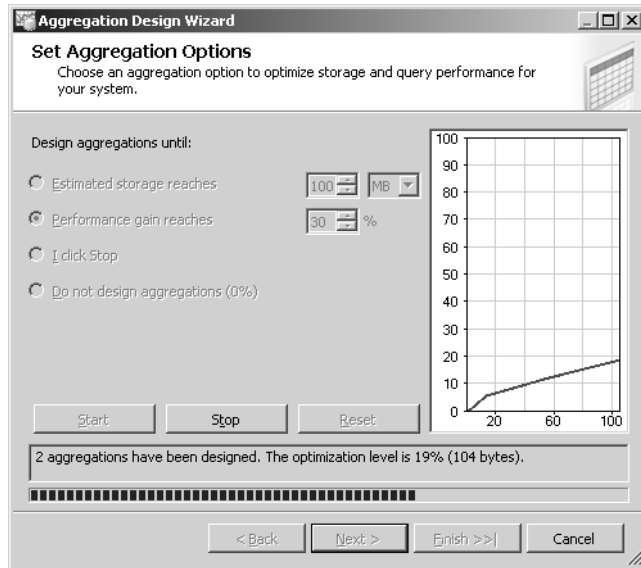 Aggregation Design Wizard
Set Aggregation Options
Choose an aggregation option to optimize storage and query performance for
your system.
Design aggregations until:
Estimated storage reaches 100 MB
Performance gain reaches 30 %
I click Stop
Do not design aggregations (0%)
Start Stop Reset
100
90
80
70
60
50
40
30
20
10
0
20 60 100
2 aggregations have been designed. The optimization level is 19% (104 bytes).
< Back Next > Finish >>| Cancel